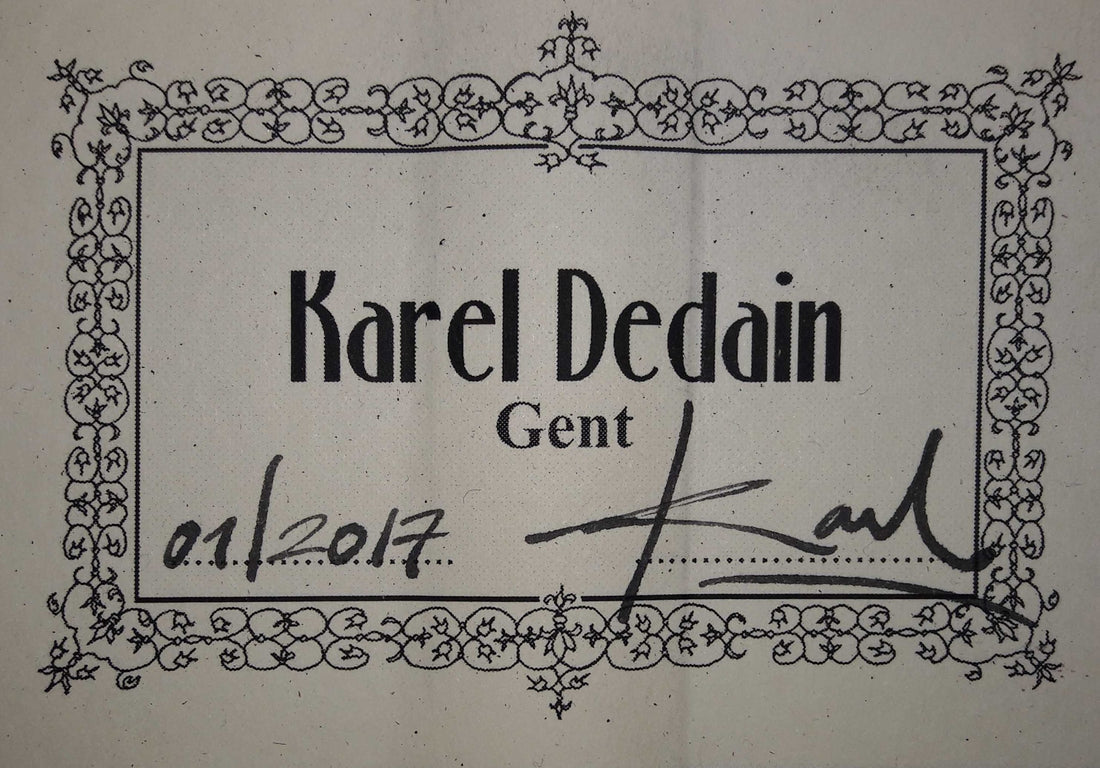 Karel Dedain
Gent
01/2017 Karel